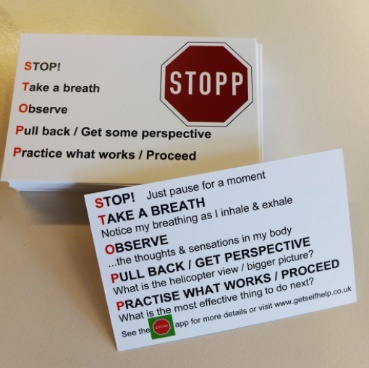 STOP!
Take a breath
Observe
Pull back / Get some perspective
Practice what works / Proceed
STOPP
STOP! Just pause for a moment
TAKE A BREATH
Notice my breathing as I inhale & exhale
OBSERVE
...the thoughts & sensations in my body
PULL BACK / GET PERSPECTIVE
What is the helicopter view / bigger picture?
PRACTISE WHAT WORKS / PROCEED
What is the most effective thing to do next?
See the STOPP app for more details or visit www.getselfhelp.co.uk